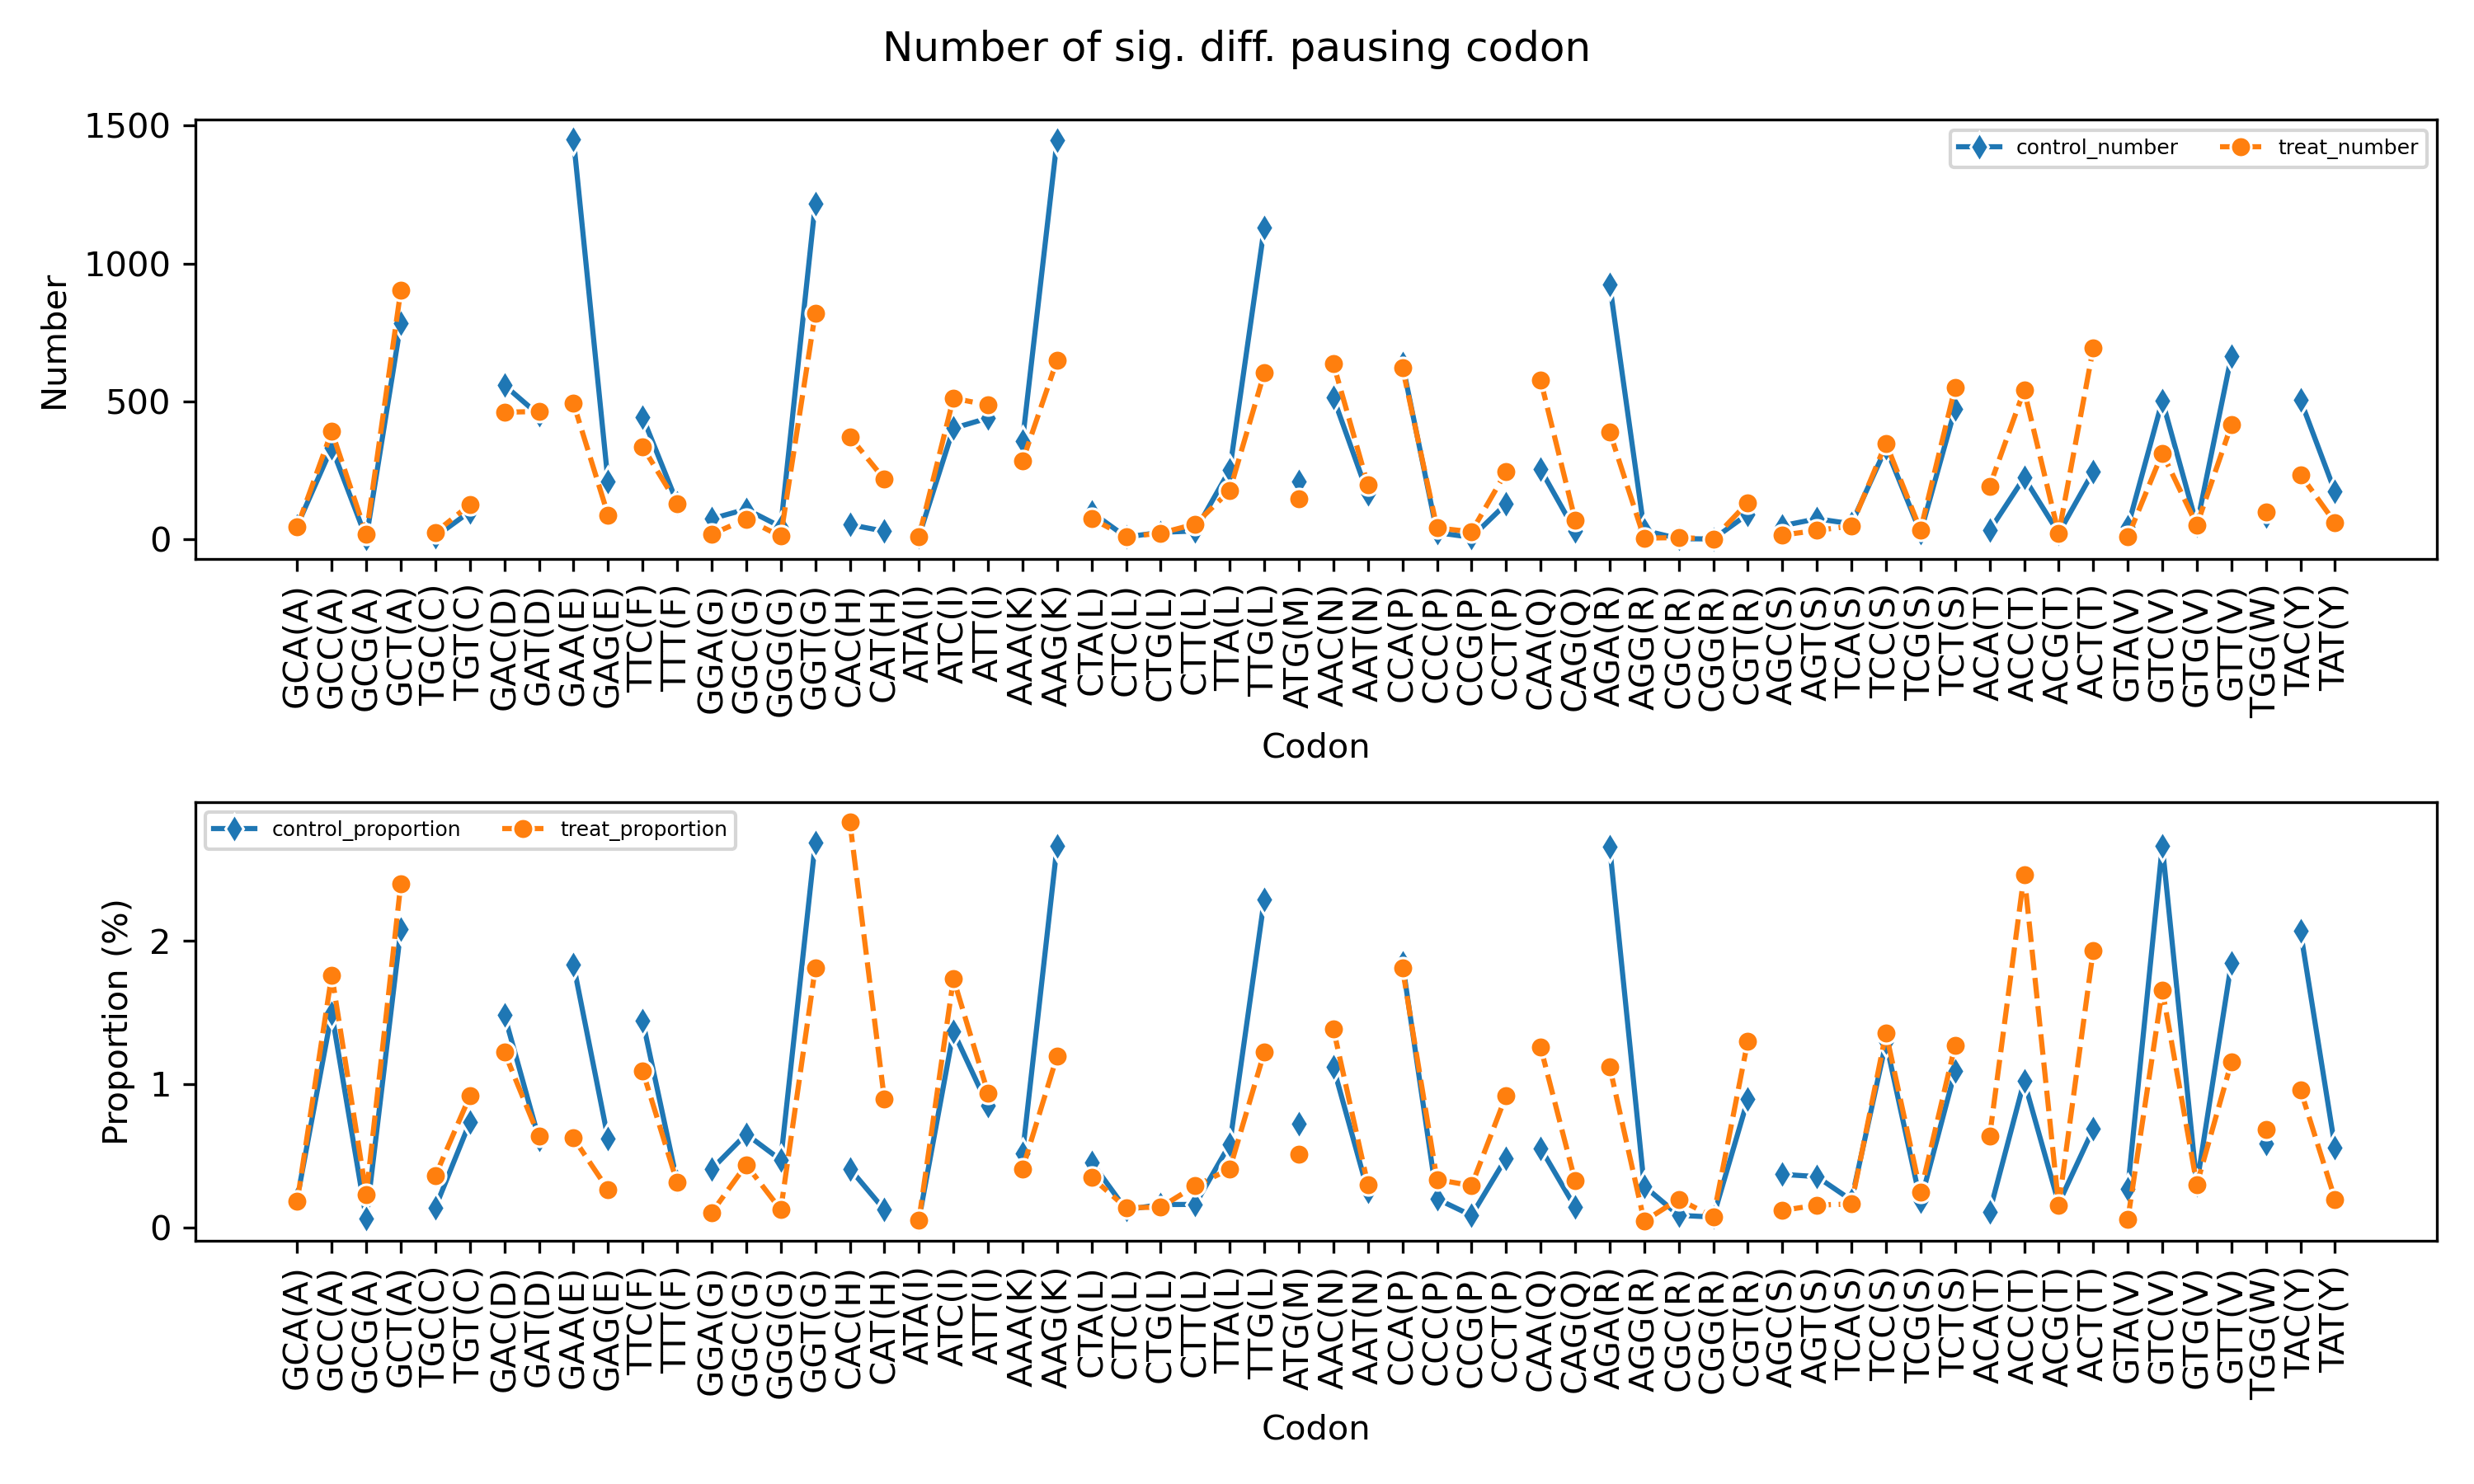 Number of sig. diff. pausing codon
1500
1000
500
0
Number
control_number treat_number
GCA(A) GCC(A) GCG(A) GCT(A) TGC(C) TGT(C) GAC(D) GAT(D) GAA(E) GAG(E) TTC(F) TTT(F) GGA(G) GGC(G) GGG(G) GGT(G) CAC(H) CAT(H) ATA(I) ATC(I) ATT(I) AAA(K) AAG(K) CTA(L) CTC(L) CTG(L) CTT(L) TTA(L) TTG(L) ATG(M) AAC(N) AAT(N) CCA(P) CCC(P) CCG(P) CCT(P) CAA(Q) CAG(Q) AGA(R) AGG(R) CGC(R) CGG(R) CGT(R) AGC(S) AGT(S) TCA(S) TCC(S) TCG(S) TCT(S) ACA(T) ACC(T) ACG(T) ACT(T) GTA(V) GTC(V) GTG(V) GTT(V) TGG(W) TAC(Y) TAT(Y)
Codon
control_proportion treat_proportion
2
1
0
Proportion (%)
GCA(A) GCC(A) GCG(A) GCT(A) TGC(C) TGT(C) GAC(D) GAT(D) GAA(E) GAG(E) TTC(F) TTT(F) GGA(G) GGC(G) GGG(G) GGT(G) CAC(H) CAT(H) ATA(I) ATC(I) ATT(I) AAA(K) AAG(K) CTA(L) CTC(L) CTG(L) CTT(L) TTA(L) TTG(L) ATG(M) AAC(N) AAT(N) CCA(P) CCC(P) CCG(P) CCT(P) CAA(Q) CAG(Q) AGA(R) AGG(R) CGC(R) CGG(R) CGT(R) AGC(S) AGT(S) TCA(S) TCC(S) TCG(S) TCT(S) ACA(T) ACC(T) ACG(T) ACT(T) GTA(V) GTC(V) GTG(V) GTT(V) TGG(W) TAC(Y) TAT(Y)
Codon